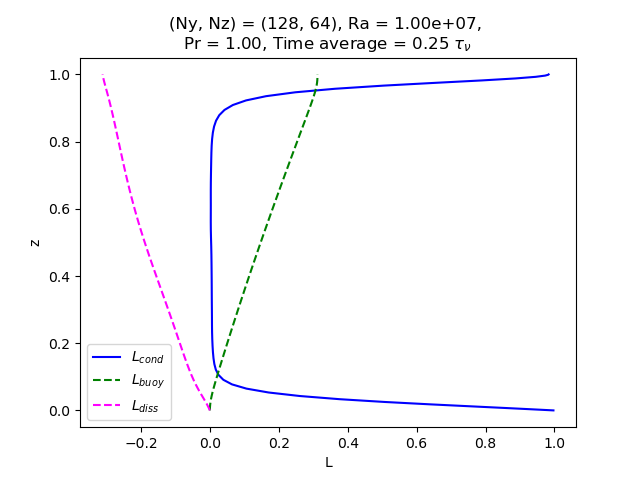 (Ny, Nz) = (128, 64), Ra = 1.00e+07,
Pr = 1.00, Time average = 0.25 τν
1.0
0.8
0.6
0.4
0.2
0.0
z
Lcond
Lbuoy
Ldiss
−0.2
0.0
0.2
0.4
0.6
0.8
1.0
L